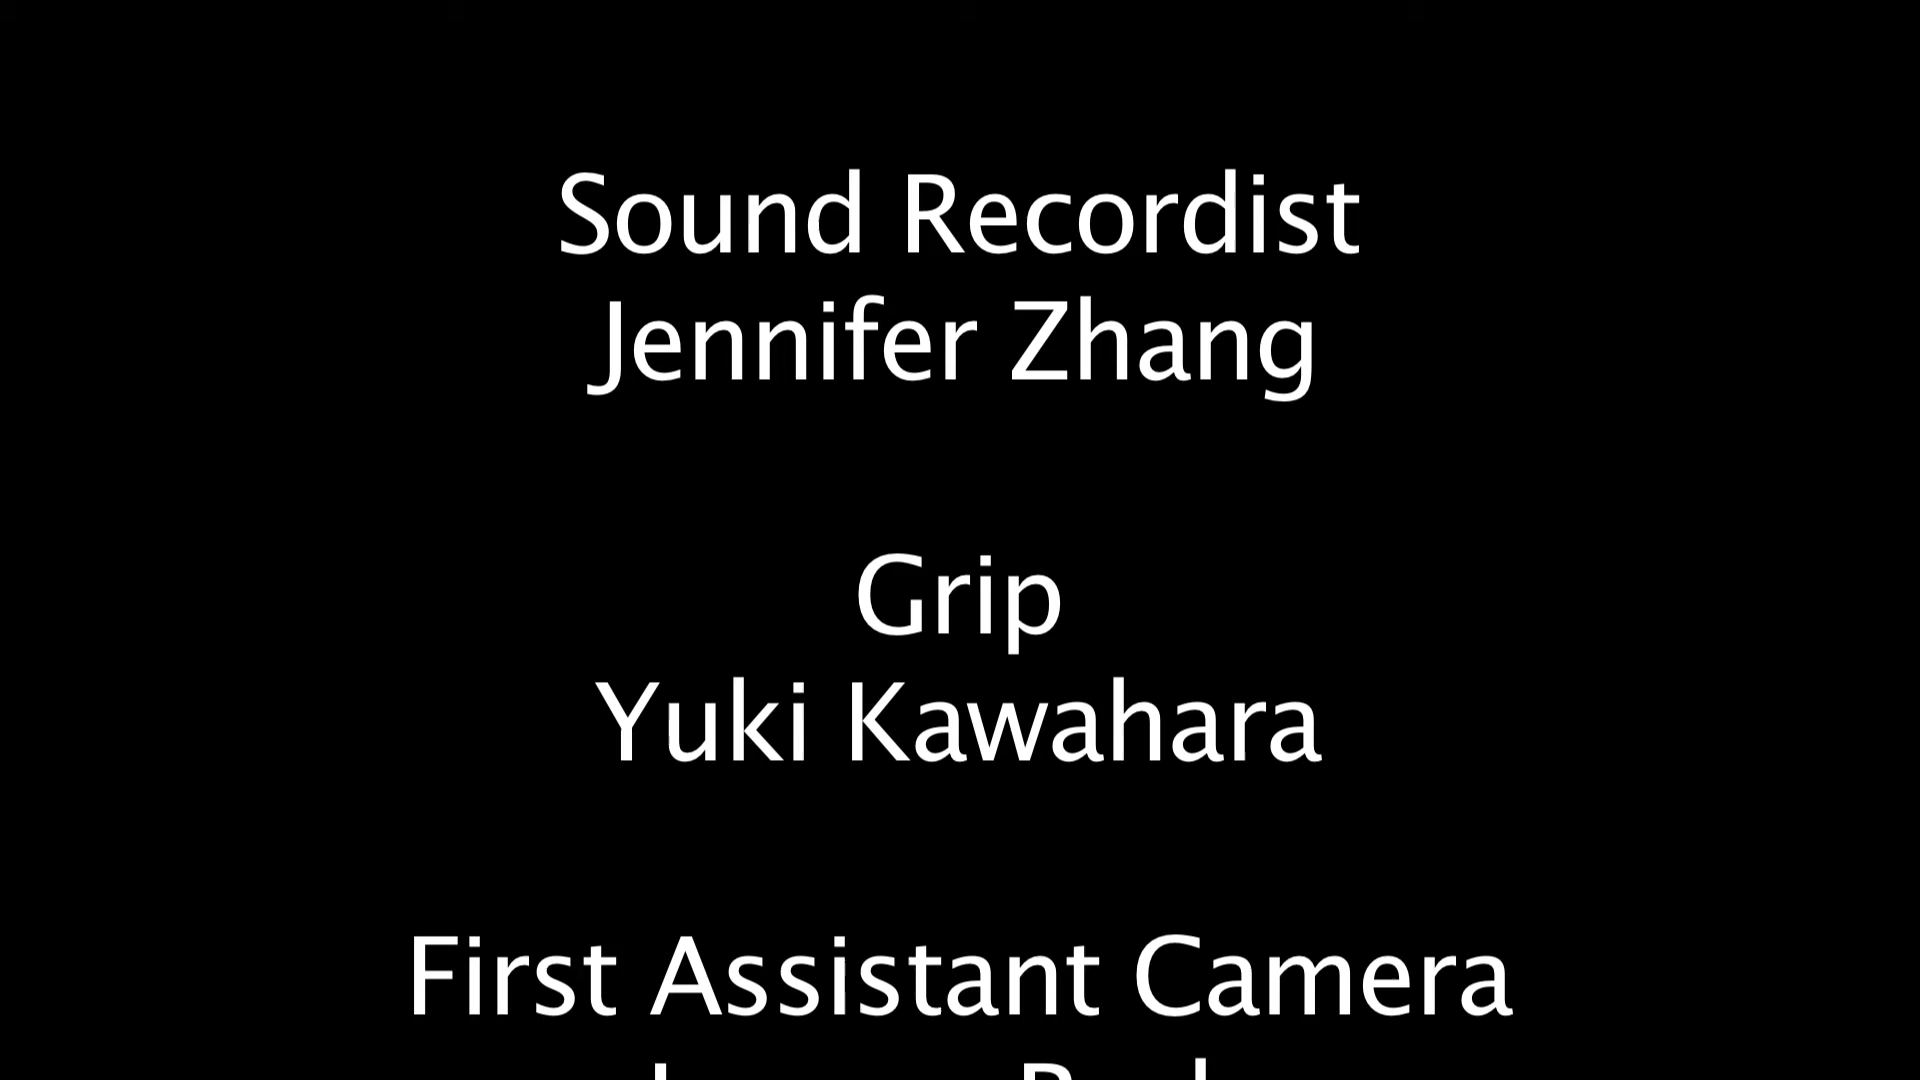 Sound Recordist
Jennifer Zhang
Grip
Yuki Kawahara
First Assistant Camera